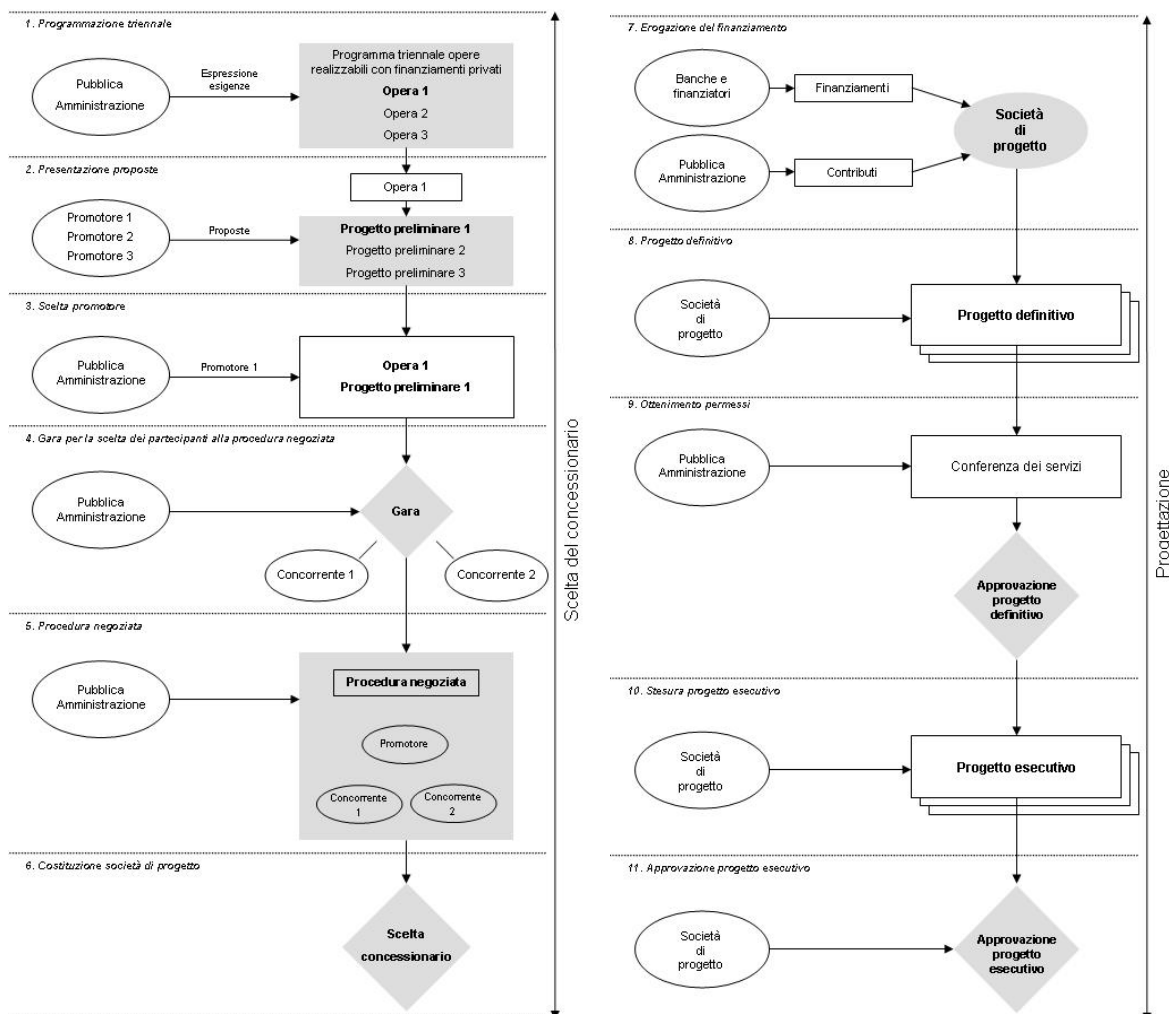 1. Programmazione triennale
Pubblica
Amministrazione
Espressione
esigenze
Programma triennale opere
realizzabili con finanziamenti privati
Opera 1
Opera 2
Opera 3
2. Presentazione proposte
Opera 1
Promotore 1
Promotore 2
Promotore 3
Proposte
Progetto preliminare 1
Progetto preliminare 2
Progetto preliminare 3
3. Scelta promotore
Pubblica
Amministrazione
Promotore 1
Opera 1
Progetto preliminare 1
4. Gara per la scelta dei partecipanti alla procedura negoziata
Pubblica
Amministrazione
Gara
Concorrente 1
Concorrente 2
5. Procedura negoziata
Pubblica
Amministrazione
Procedura negoziata
Promotore
Concorrente
1
Concorrente
2
6. Costituzione società di progetto
Scelta
concessionario
Scelta del concessionario
7. Erogazione del finanziamento
Banche e
finanziatori
Finanziamenti
Società
di
progetto
Pubblica
Amministrazione
Contributi
8. Progetto definitivo
Società
di
progetto
Progetto definitivo
9. Ottenimento permessi
Pubblica
Amministrazione
Conferenza dei servizi
Approvazione
progetto
definitivo
10. Stesura progetto esecutivo
Società
di
progetto
Progetto esecutivo
11. Approvazione progetto esecutivo
Società
di
progetto
Approvazione
progetto
esecutivo
Progettazione